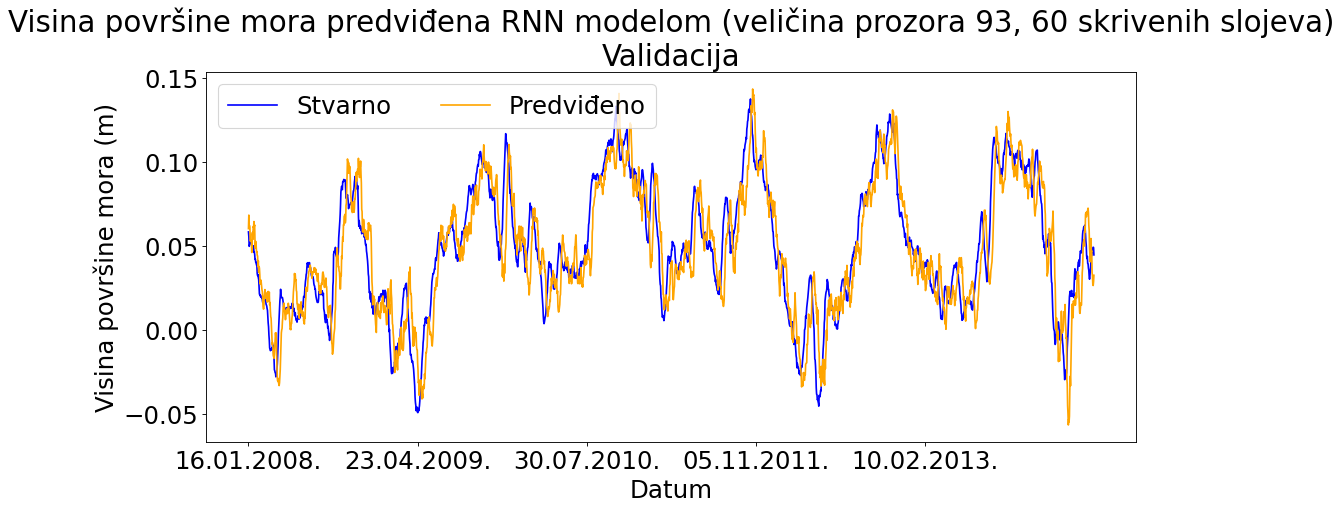 Visina površine mora predviđena RNN modelom (veličina prozora 93, 60 skrivenih slojeva)
Validacija
Stvarno
Predviđeno
Visina površine mora (m)
0.15
0.10
0.05
0.00
−0.05
16.01.2008.
23.04.2009.
30.07.2010.
05.11.2011.
10.02.2013.
Datum